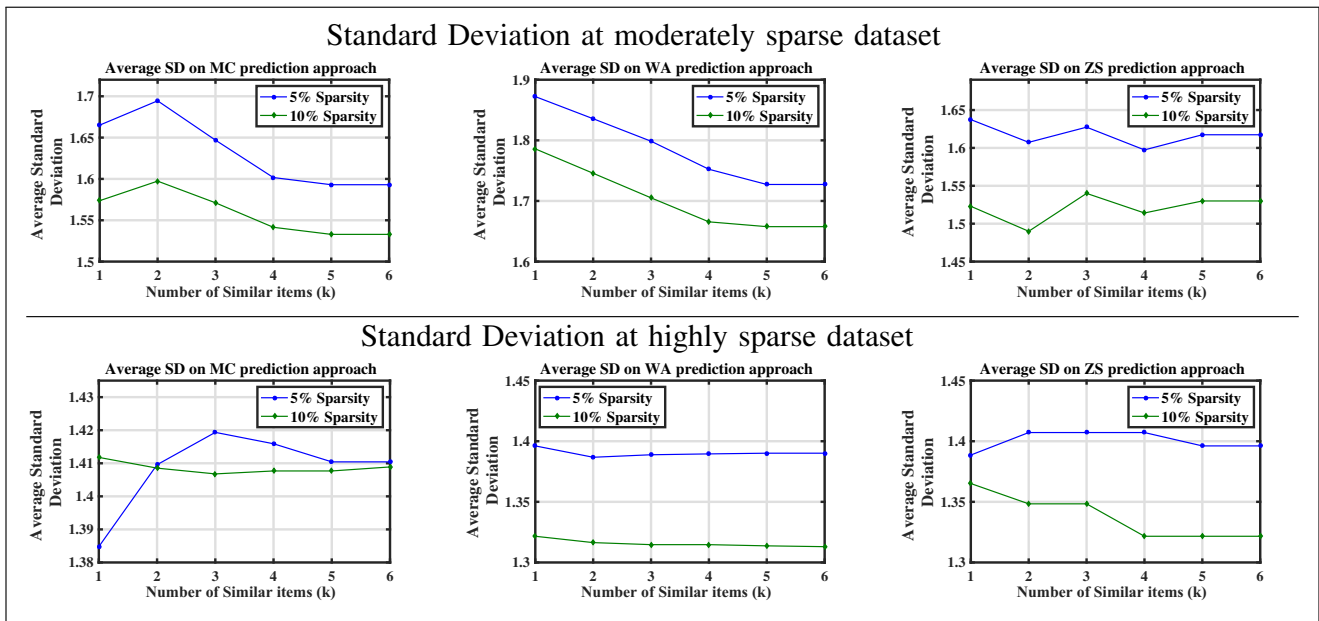 Standard Deviation at moderately sparse dataset
Average SD on MC prediction approach
5% Sparsity
10% Sparsity
1.7
1.65
1.6
1.55
1.5
Average Standard
Deviation
1 2 3 4 5 6
Number of Similar items (k)
Average SD on WA prediction approach
5% Sparsity
10% Sparsity
1.9
1.8
1.7
1.6
Average Standard
Deviation
1 2 3 4 5 6
Number of Similar items (k)
Average SD on ZS prediction approach
5% Sparsity
10% Sparsity
1.65
1.6
1.55
1.5
1.45
Average Standard
Deviation
1 2 3 4 5 6
Number of Similar items (k)
Standard Deviation at highly sparse dataset
Average SD on MC prediction approach
5% Sparsity
10% Sparsity
1.43
1.42
1.41
1.4
1.39
1.38
Average Standard
Deviation
1 2 3 4 5 6
Number of Similar items (k)
Average SD on WA prediction approach
5% Sparsity
10% Sparsity
1.45
1.4
1.35
1.3
Average Standard
Deviation
1 2 3 4 5 6
Number of Similar items (k)
Average SD on ZS prediction approach
5% Sparsity
10% Sparsity
1.45
1.4
1.35
1.3
Average Standard
Deviation
1 2 3 4 5 6
Number of Similar items (k)